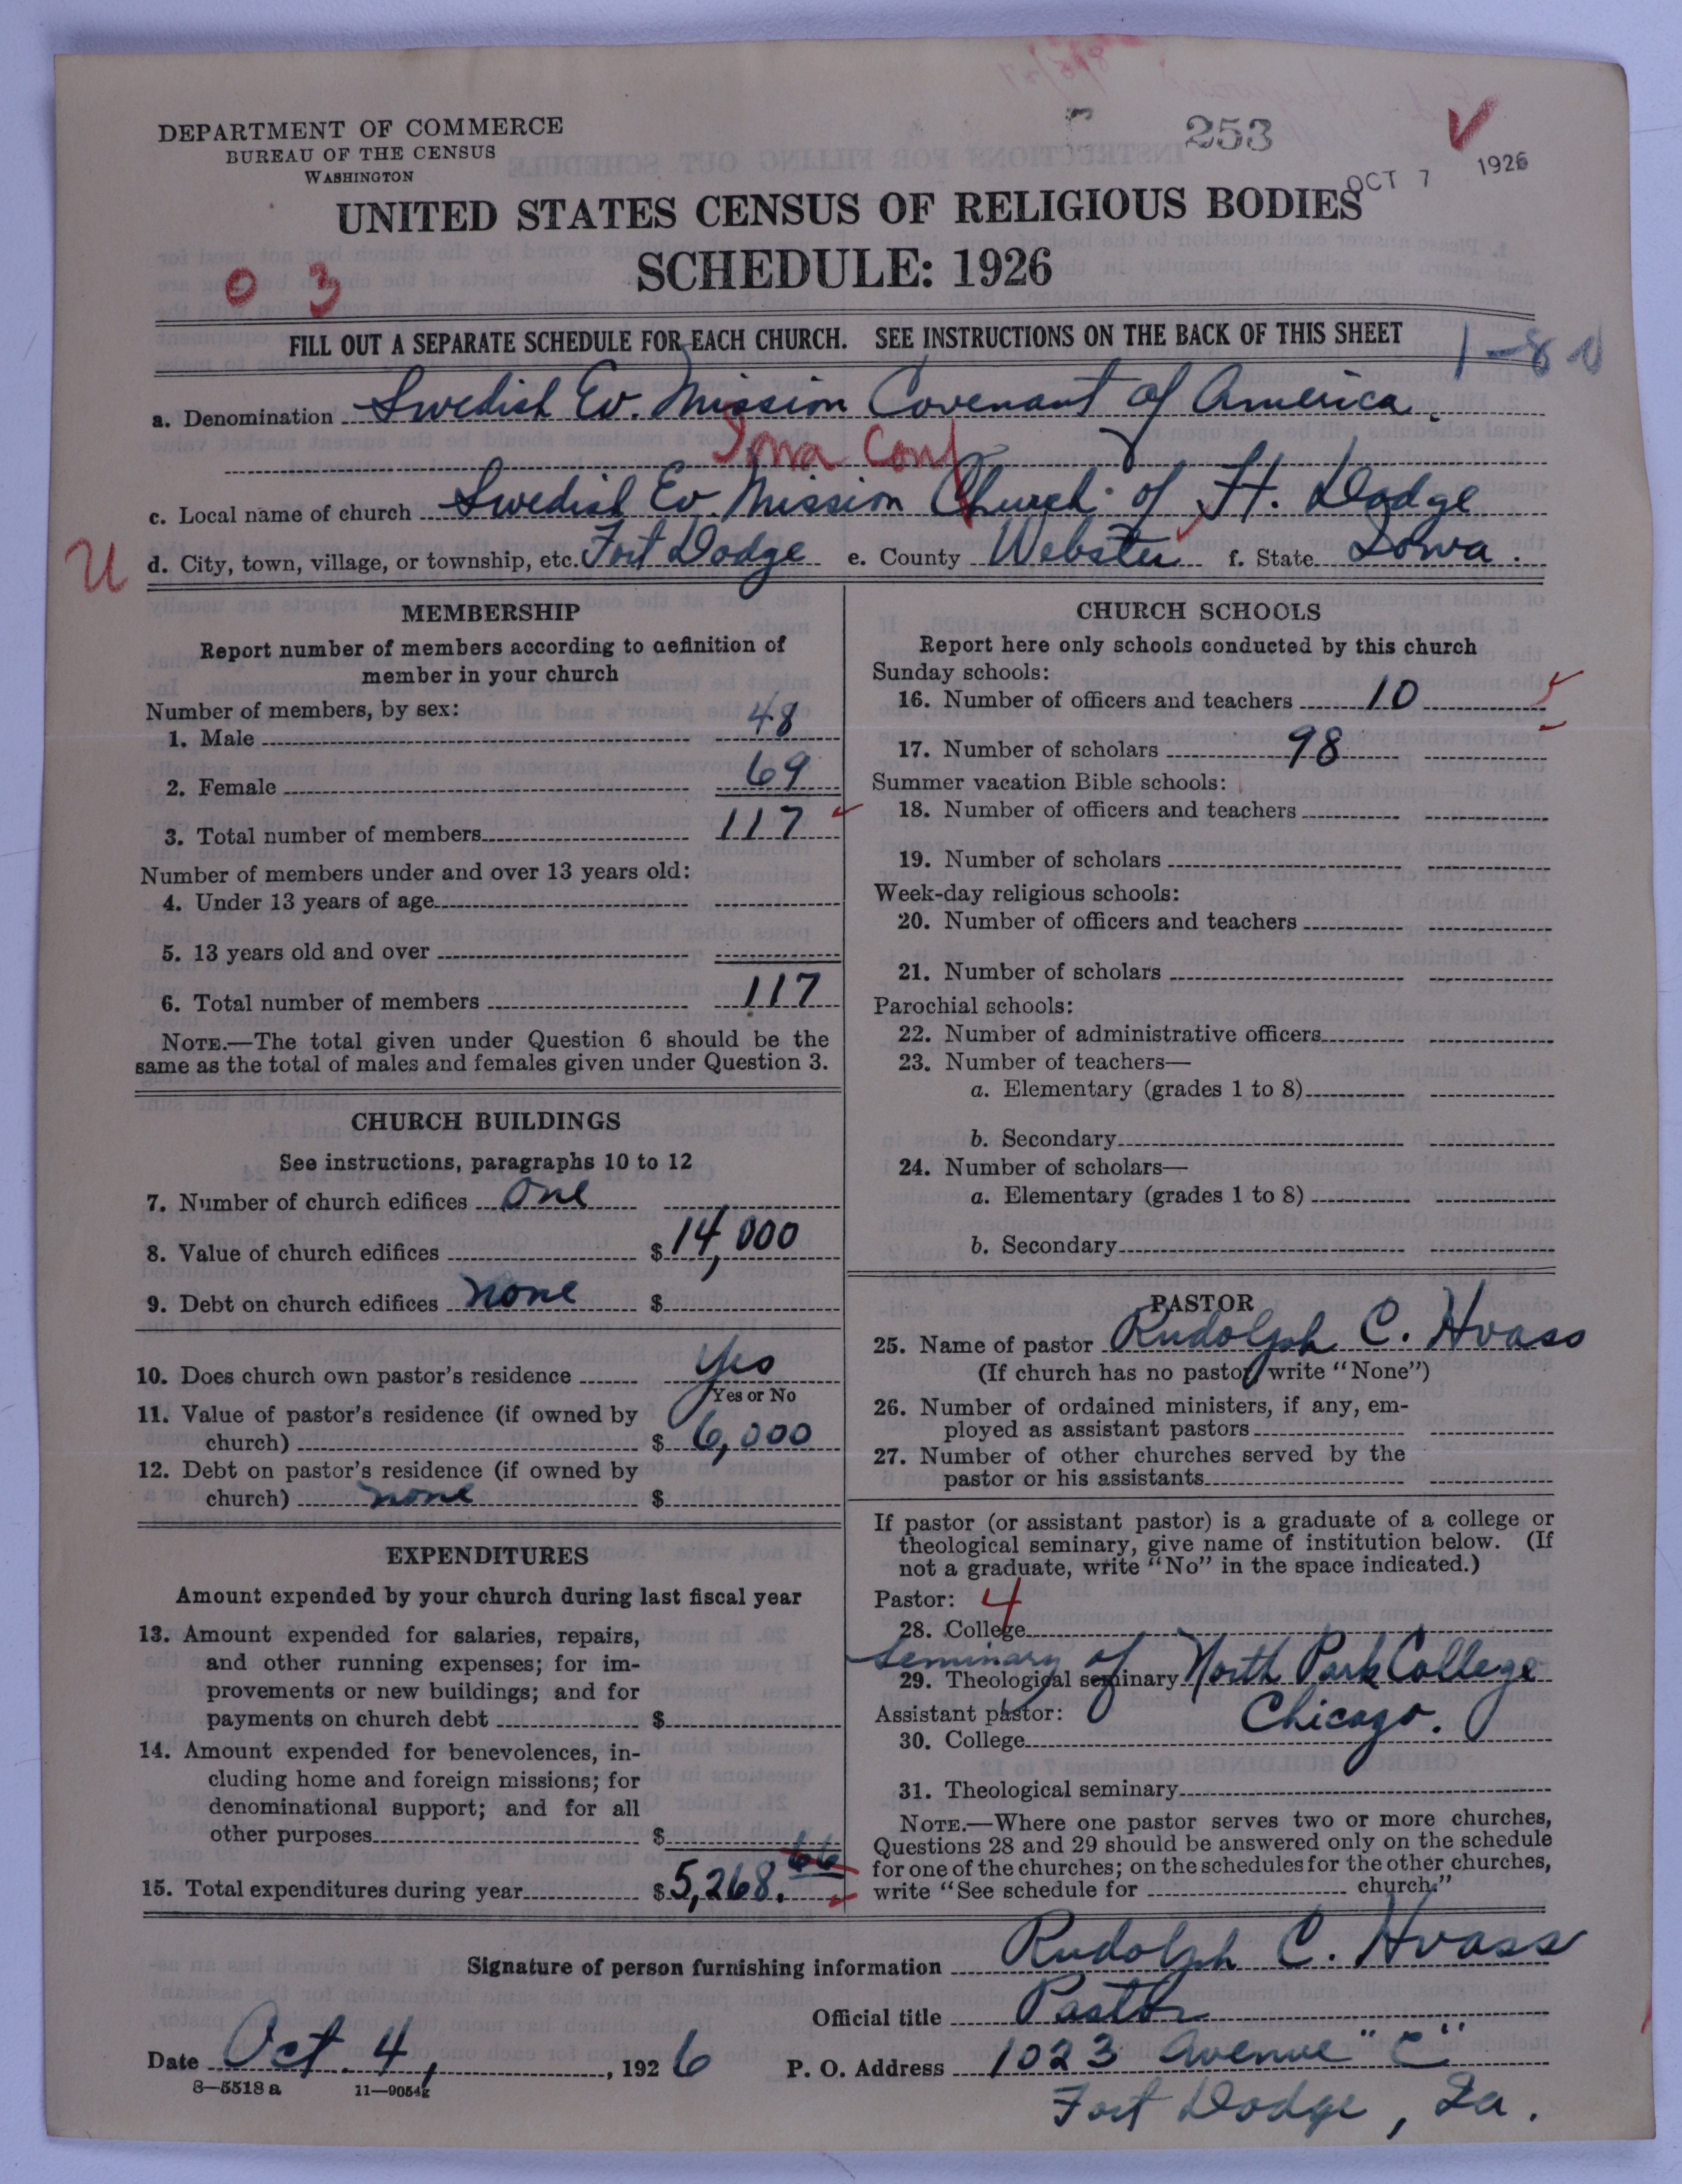 DEPARTMENT OF COMMERCE
BUREAU OF THE CENSUS
WASHINGTON
253
OCT 7 1926
UNITED STATES CENSUS OF RELIGIOUS BODIES
SCHEDULE: 1926
0 3
FILL OUT A SEPARATE SCHEDULE FOR EACH CHURCH. SEE INSTRUCTIONS ON THE BACK OF THIS SHEET
1-8
a. Denomination Swedish Ev. Mission Covenant of America.
Iowa Conf
c. Local name of church Swedish Ev. Mission Church of Ft. Dodge
U
d. City, town, village, or township, etc. Fort Dodge e. County Webster f. State Iowa.
MEMBERSHIP
Report number of members according to definition of
member in your church
Number of members, by sex:
1. Male 48
2. Female 69
3. Total number of members 117
Number of members under and over 13 years old:
4. Under 13 years of age
5. 13 years old and over
6. Total number of members 117
NOTE.—The total given under Question 6 should be the
same as the total of males and females given under Question 3.
CHURCH BUILDINGS
See instructions, paragraphs 10 to 12
7. Number of church edifices One
8. Value of church edifices $14,000
9. Debt on church edifices none $
10. Does church own pastor's residence Yes
Yes or No
11. Value of pastor's residence (if owned by
church) $ 6,000
12. Debt on pastor's residence (if owned by
church) none $
EXPENDITURES
Amount expended by your church during last fiscal year
13. Amount expended for salaries, repairs,
and other running expenses; for im-
provements or new buildings; and for
payments on church debt $
14. Amount expended for benevolences, in-
cluding home and foreign missions; for
denominational support; and for all
other purposes $
15. Total expenditures during year $5,268.66
CHURCH SCHOOLS
Report here only schools conducted by this church
Sunday schools:
16. Number of officers and teachers 10
17. Number of scholars 98
Summer vacation Bible schools:
18. Number of officers and teachers
19. Number of scholars
Week-day religious schools:
20. Number of officers and teachers
21. Number of scholars
Parochial schools:
22. Number of administrative officers
23. Number of teachers—
a. Elementary (grades 1 to 8)
b. Secondary
24. Number of scholars—
a. Elementary (grades 1 to 8)
b. Secondary
PASTOR
25. Name of pastor Rudolph C. Hvass
(If church has no pastor, write "None")
26. Number of ordained ministers, if any, em-
ployed as assistant pastors
27. Number of other churches served by the
pastor or his assistants
If pastor (or assistant pastor) is a graduate of a college or
theological seminary, give name of institution below. (If
not a graduate, write "No" in the space indicated.)
Pastor: 4
28. College
Seminary of
29. Theological seminary North Park College
Assistant pastor: Chicago.
30. College
31. Theological seminary
NOTE.—Where one pastor serves two or more churches,
Questions 28 and 29 should be answered only on the schedule
for one of the churches; on the schedules for the other churches,
write "See schedule for church."
Signature of person furnishing information Rudolph C. Hvass
Official title Pastor
Date Oct. 4, 1926 P. O. Address 1023 Avenue "C"
8—5518a 11—9054
Fort Dodge, Ia.